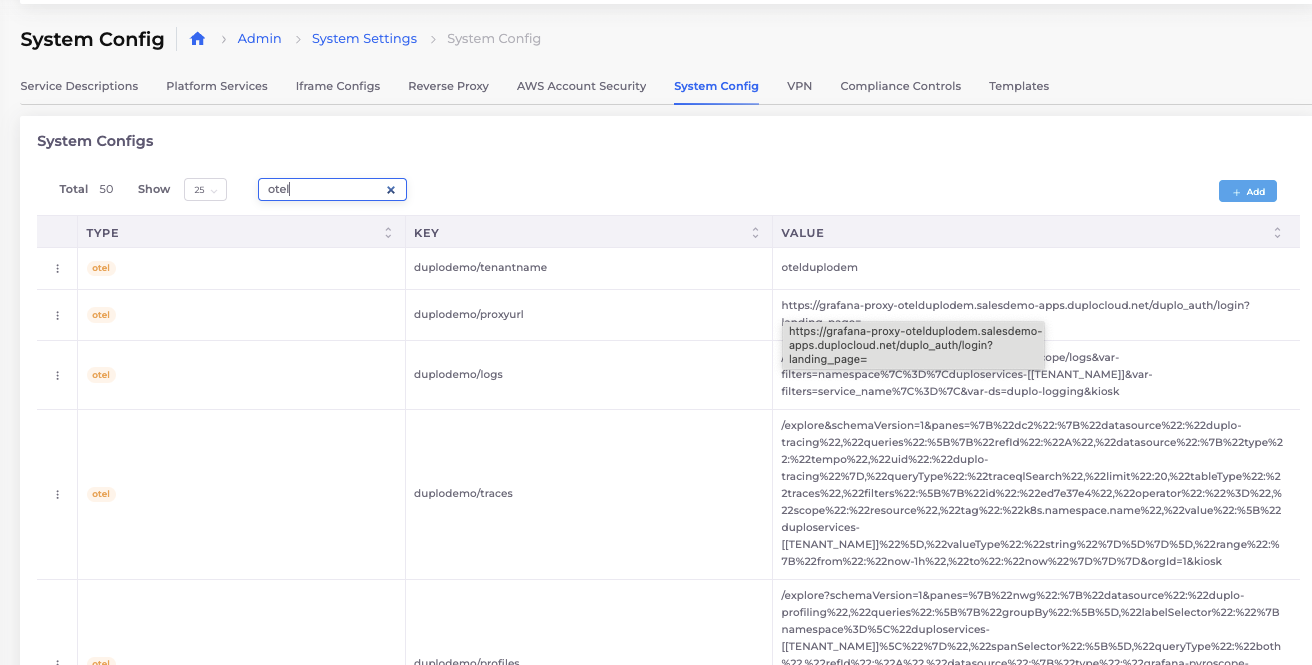 System Config
Admin
System Settings
System Config
Service Descriptions
Platform Services
Iframe Configs
Reverse Proxy
AWS Account Security
System Config
VPN
Compliance Controls
Templates
System Configs
Total 50 Show 25 otel
+ Add
TYPE KEY VALUE
otel duplodemo/tenantname otelduplodem
https://grafana-proxy-otelduplodem.salesdemo-apps.duplocloud.net/duplo_auth/login?
otel duplodemo/proxyurl
landing_page=
https://grafana-proxy-otelduplodem.salesdemo-
apps.duplocloud.net/duplo_auth/login?
landing_page=
cope/logs&var-
otel duplodemo/logs
filters=namespace%7C%3D%7Cduploservices-[[TENANT_NAME]]&var-
filters=service_name%7C%3D%7C&var-ds=duplo-logging&kiosk
/explore&schemaVersion=1&panes=%7B%22dc2%22:%7B%22datasource%22:%22duplo-
tracing%22,%22queries%22:%5B%7B%22refId%22:%22A%22,%22datasource%22:%7B%22type%2
2:%22tempo%22,%22uid%22:%22duplo-
tracing%22%7D,%22queryType%22:%22traceqlSearch%22,%22limit%22:20,%22tableType%22:%2
otel duplodemo/traces
2traces%22,%22filters%22:%5B%7B%22id%22:%22ed7e37e4%22,%22operator%22:%22%3D%22,%
22scope%22:%22resource%22,%22tag%22:%22k8s.namespace.name%22,%22value%22:%5B%22
duploservices-
[[TENANT_NAME]]%22%5D,%22valueType%22:%22string%22%7D%5D%7D%5D,%22range%22:%
7B%22from%22:%22now-1h%22,%22to%22:%22now%22%7D%7D%7D&orgId=1&kiosk
/explore?schemaVersion=1&panes=%7B%22nwg%22:%7B%22datasource%22:%22duplo-
profiling%22,%22queries%22:%5B%7B%22groupBy%22:%5B%5D,%22labelSelector%22:%22%7B
namespace%3D%5C%22duploservices-
[[TENANT_NAME]]%5C%22%7D%22,%22spanSelector%22:%5B%5D,%22queryType%22:%22both
otel duplodemo/profiles
%22,%22refId%22:%22A%22,%22datasource%22:%7B%22type%22:%22grafana-pyroscope-